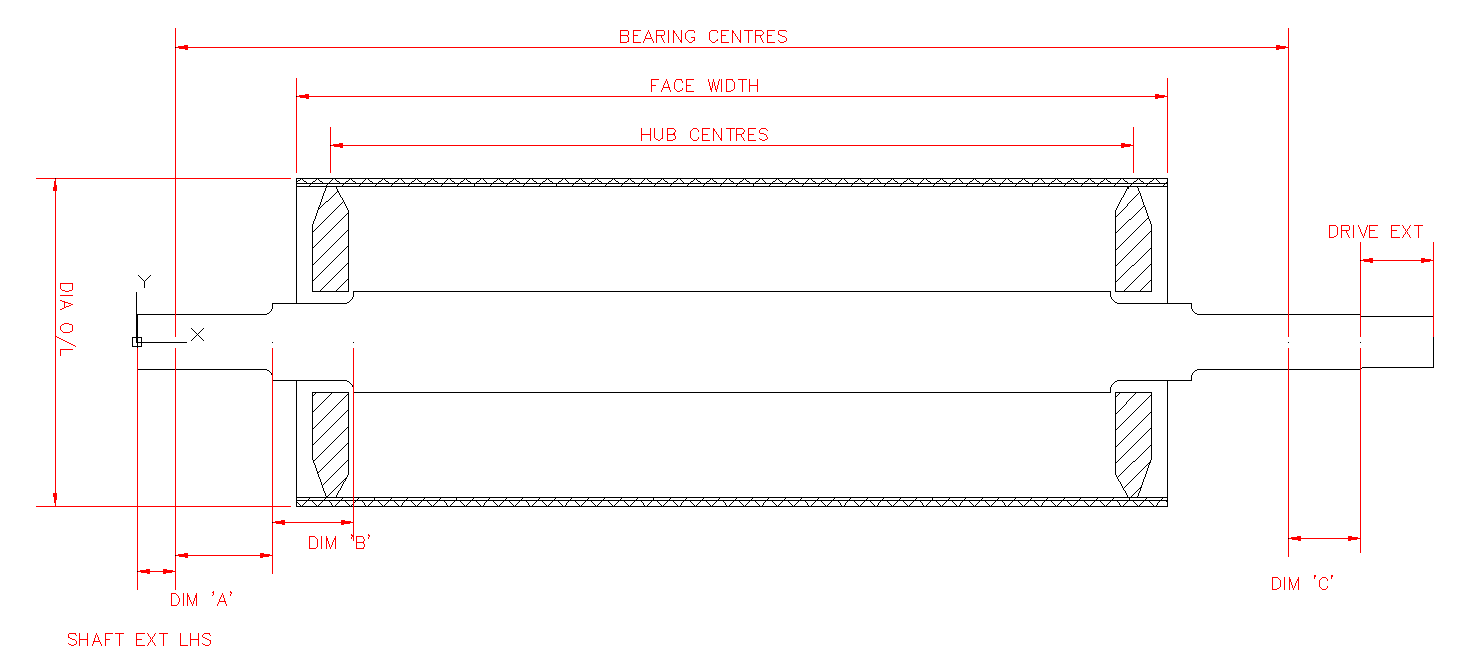 BEARING CENTRES
FACE WIDTH
HUB CENTRES
DRIVE EXT
Y
X
DIA O/L
DIM 'B'
DIM 'C'
DIM 'A'
SHAFT EXT LHS